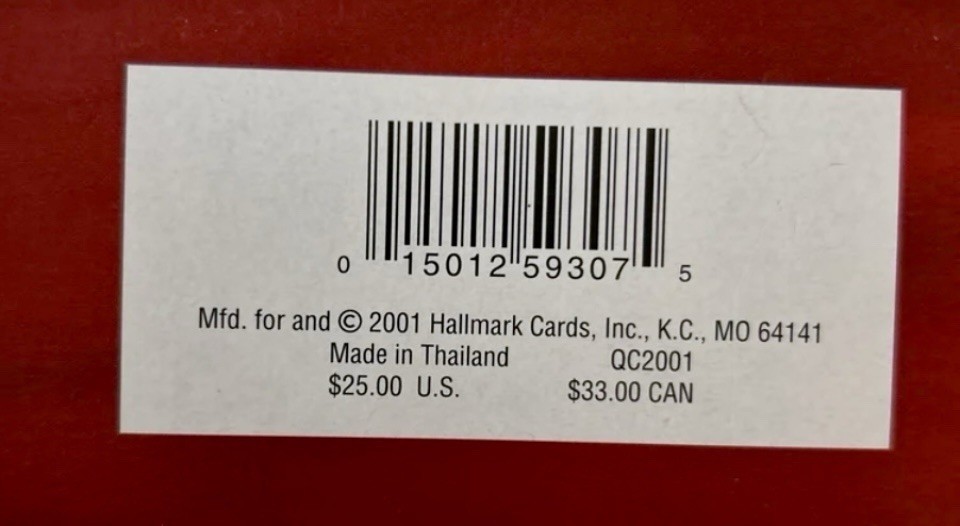 0 15012 59307 5
Mfd. for and © 2001 Hallmark Cards, Inc., K.C., MO 64141
Made in Thailand QC2001
$25.00 U.S. $33.00 CAN